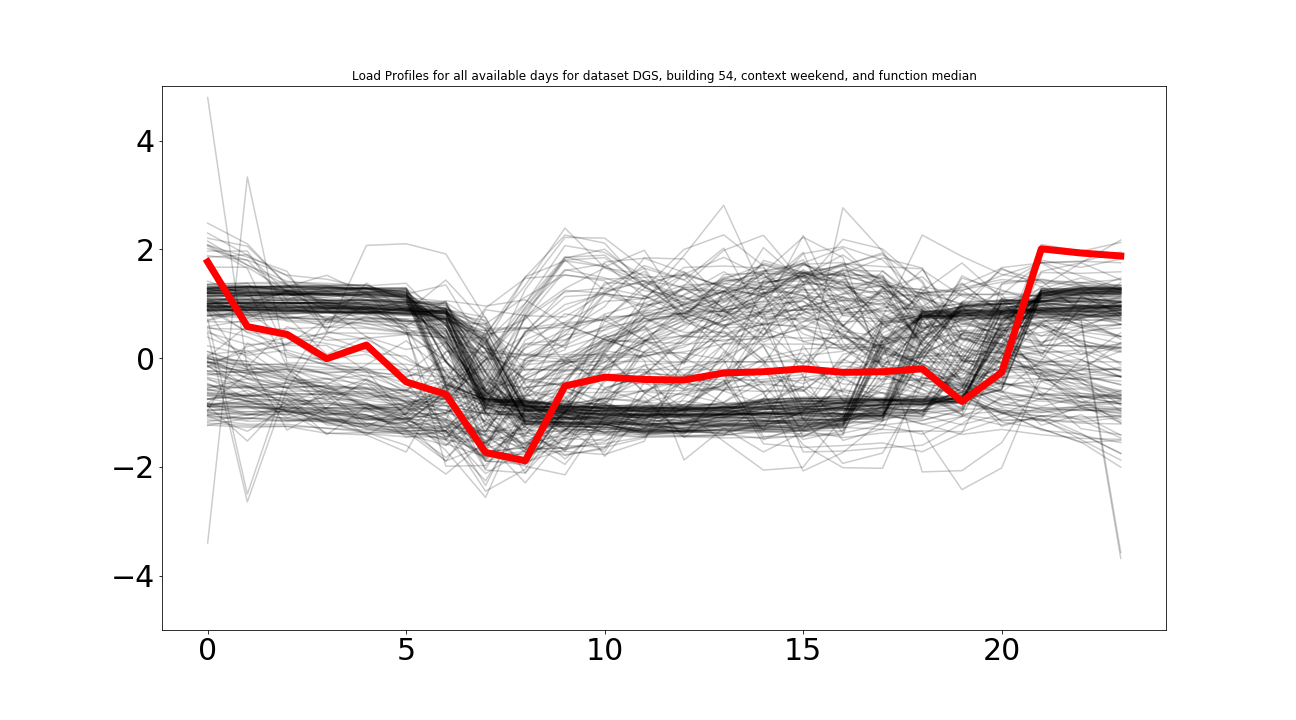 Load Profiles for all available days for dataset DGS, building 54, context weekend, and function median
4
2
0
−2
−4
0 5 10 15 20